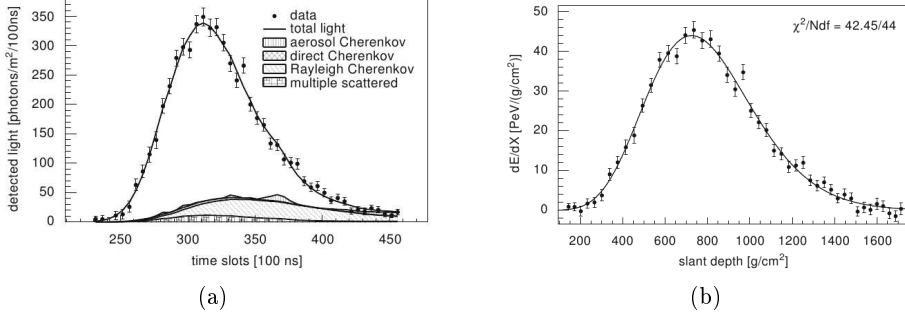 detected light [photons/m²/100ns]
350
300
250
200
150
100
50
0
data
total light
aerosol Cherenkov
direct Cherenkov
Rayleigh Cherenkov
multiple scattered
250 300 350 400 450
time slots [100 ns]
(a)
dE/dX [PeV/(g/cm²)]
50
40
30
20
10
0
χ²/Ndf = 42.45/44
200 400 600 800 1000 1200 1400 1600
slant depth [g/cm²]
(b)